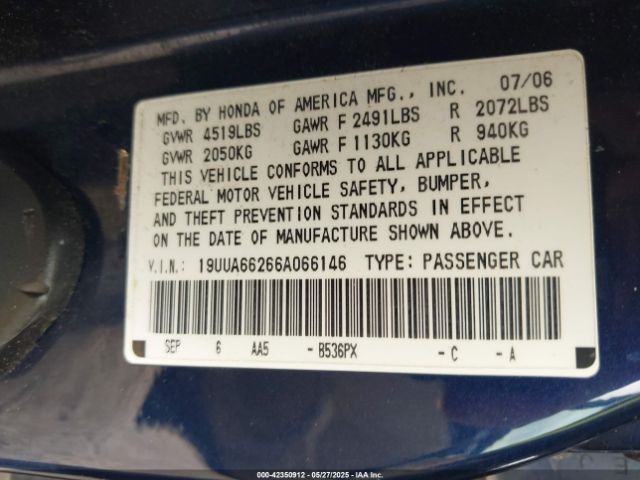 MFD. BY HONDA OF AMERICA MFG., INC. 07/06
GVWR 4519LBS GAWR F 2491LBS R 2072LBS
GVWR 2050KG GAWR F 1130KG R 940KG
THIS VEHICLE CONFORMS TO ALL APPLICABLE
FEDERAL MOTOR VEHICLE SAFETY, BUMPER,
AND THEFT PREVENTION STANDARDS IN EFFECT
ON THE DATE OF MANUFACTURE SHOWN ABOVE.
V.I.N.: 19UUA66266A066146 TYPE: PASSENGER CAR
SEP 6 AA5 - B536PX - C - A
000-42350912 - 05/27/2025 - IAA Inc.